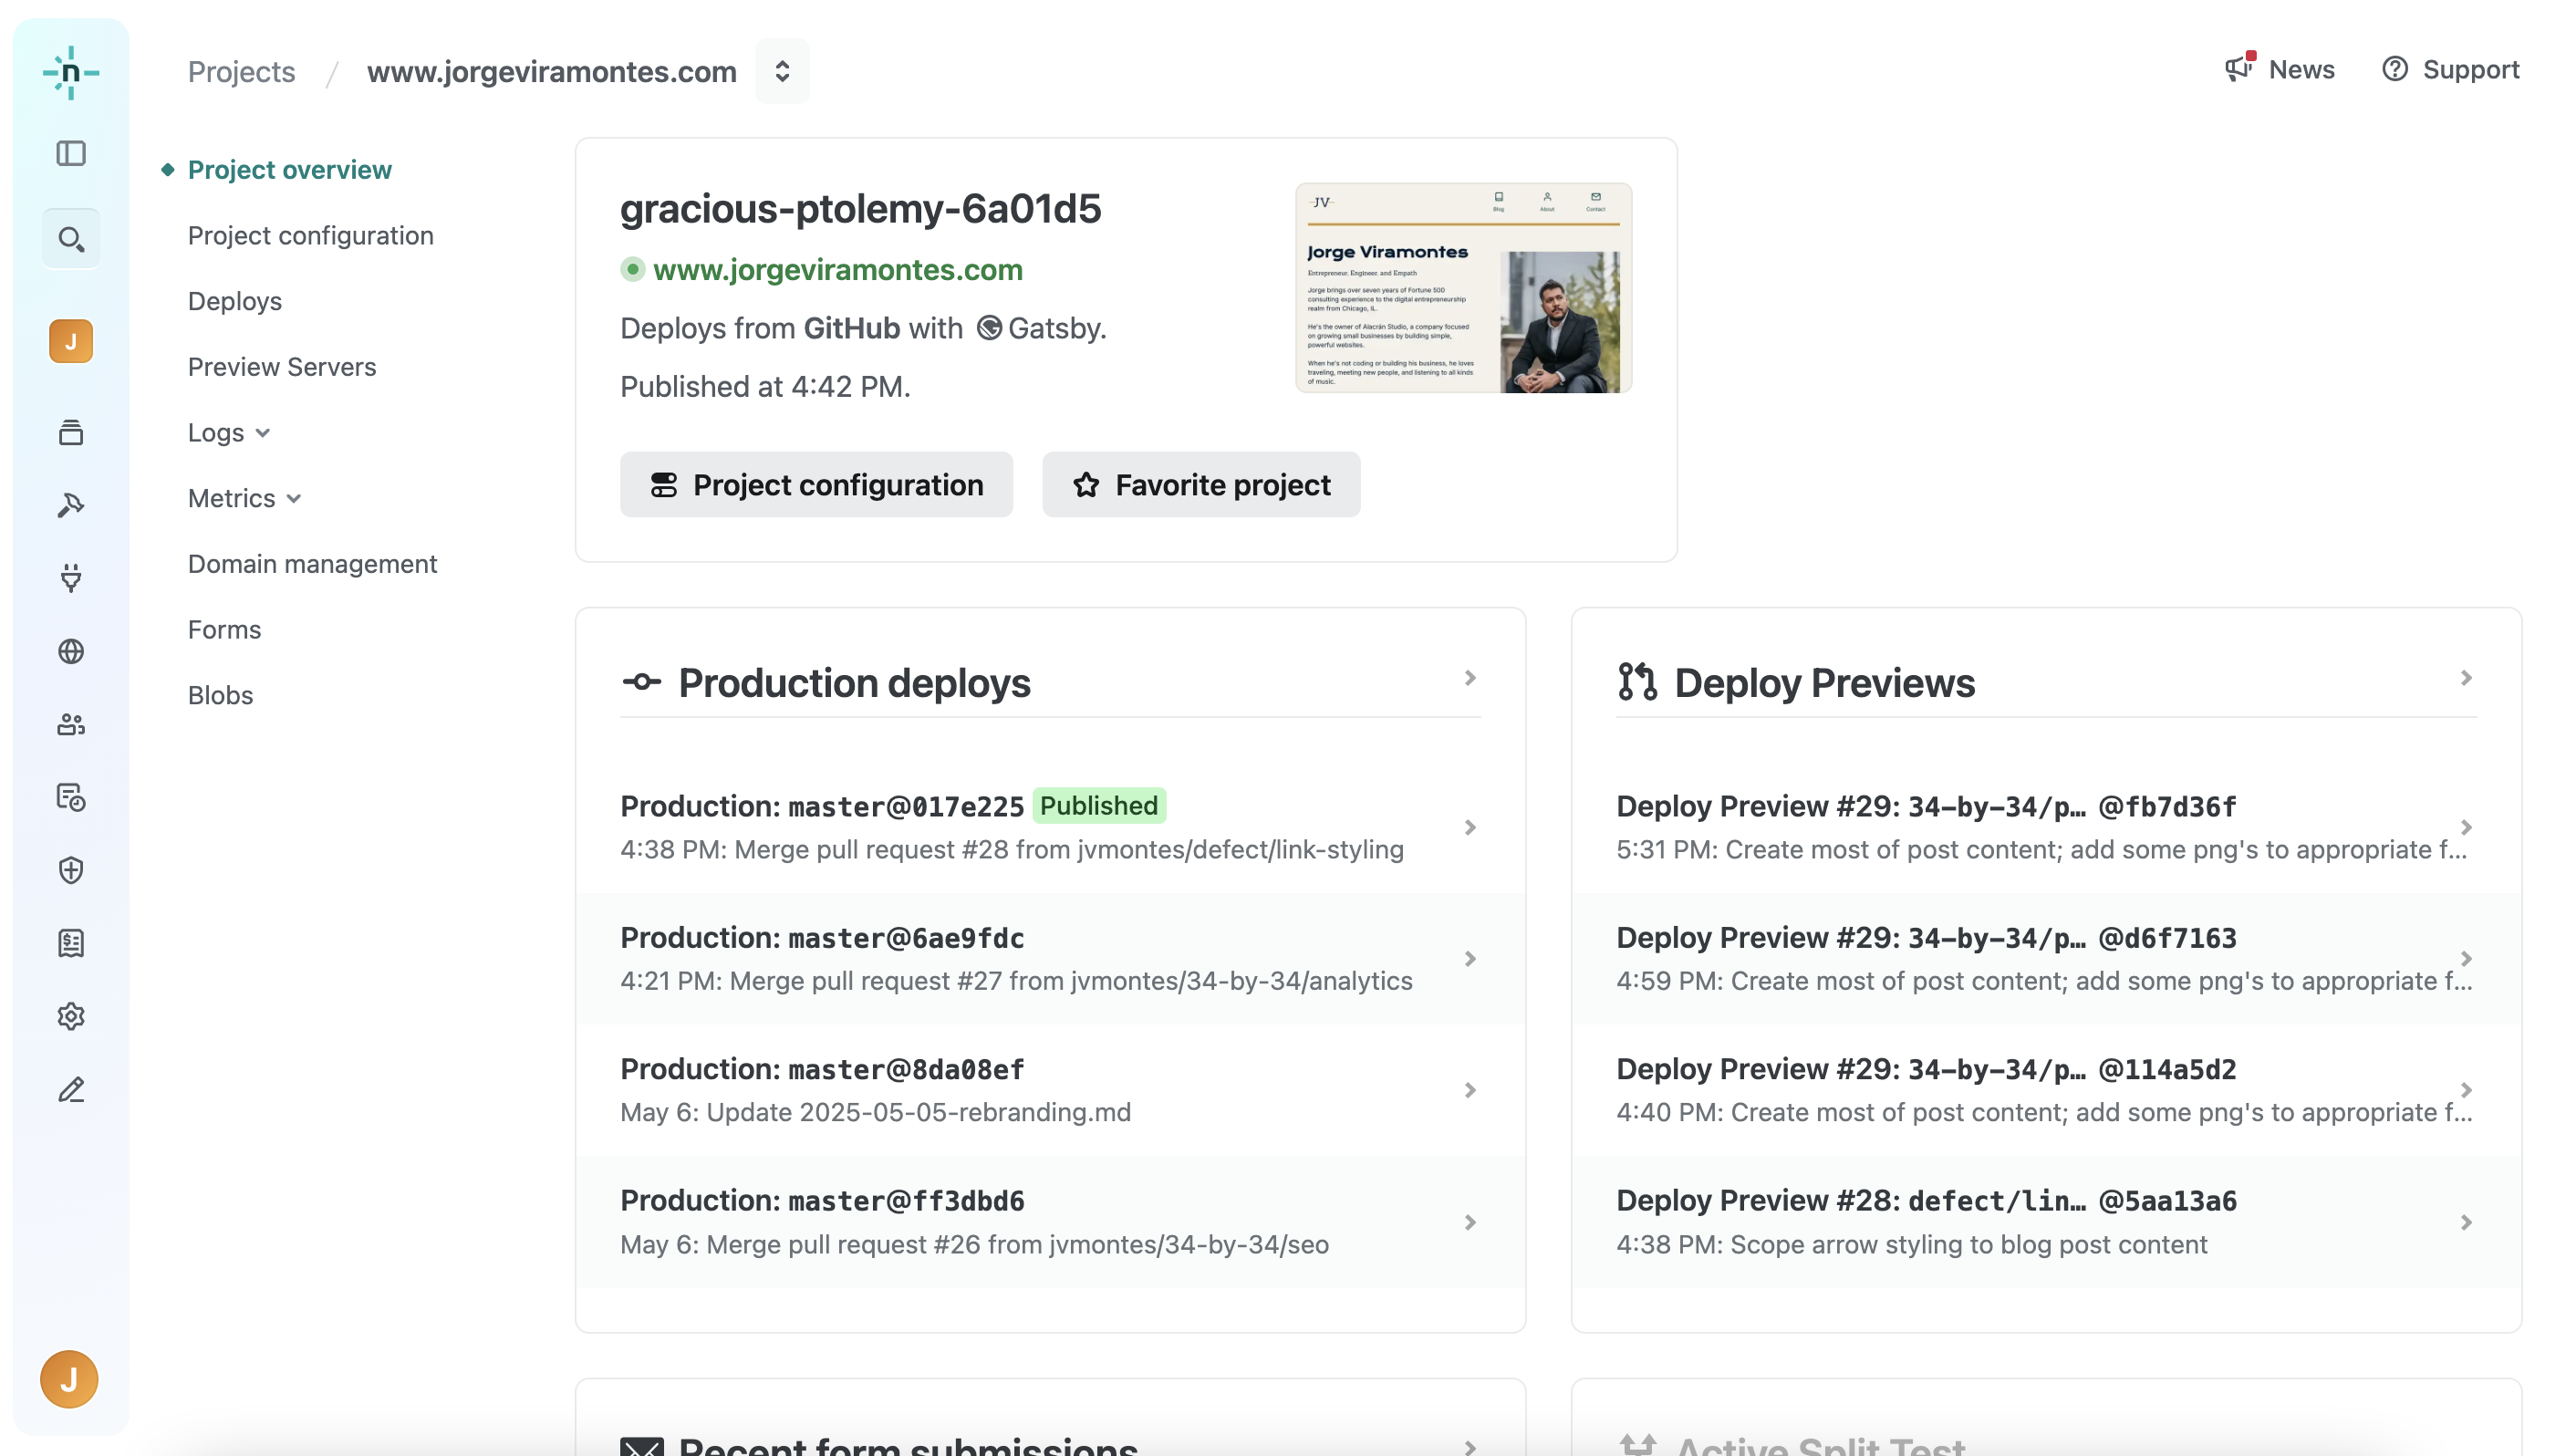 n
Projects / www.jorgeviramontes.com
News
Support
J
Project overview
Project configuration
Deploys
Preview Servers
Logs
Metrics
Domain management
Forms
Blobs
J
gracious-ptolemy-6a01d5
www.jorgeviramontes.com
Deploys from GitHub with Gatsby.
Published at 4:42 PM.
Project configuration
Favorite project
JV
Blog
About
Contact
Jorge Viramontes
Entrepreneur, Engineer, and Empath
Jorge brings over seven years of Fortune 500
consulting experience to the digital entrepreneurship
realm from Chicago, IL.
He's the owner of Alacrán Studio, a company focused
on growing small businesses by building simple,
powerful websites.
When he's not coding or building his business, he loves
traveling, meeting new people, and listening to all kinds
of music.
Production deploys
Production: master@017e225 Published
4:38 PM: Merge pull request #28 from jvmontes/defect/link-styling
Production: master@6ae9fdc
4:21 PM: Merge pull request #27 from jvmontes/34-by-34/analytics
Production: master@8da08ef
May 6: Update 2025-05-05-rebranding.md
Production: master@ff3dbd6
May 6: Merge pull request #26 from jvmontes/34-by-34/seo
Deploy Previews
Deploy Preview #29: 34-by-34/p… @fb7d36f
5:31 PM: Create most of post content; add some png's to appropriate f...
Deploy Preview #29: 34-by-34/p… @d6f7163
4:59 PM: Create most of post content; add some png's to appropriate f...
Deploy Preview #29: 34-by-34/p… @114a5d2
4:40 PM: Create most of post content; add some png's to appropriate f...
Deploy Preview #28: defect/lin… @5aa13a6
4:38 PM: Scope arrow styling to blog post content
Recent form submissions
Active Split Test